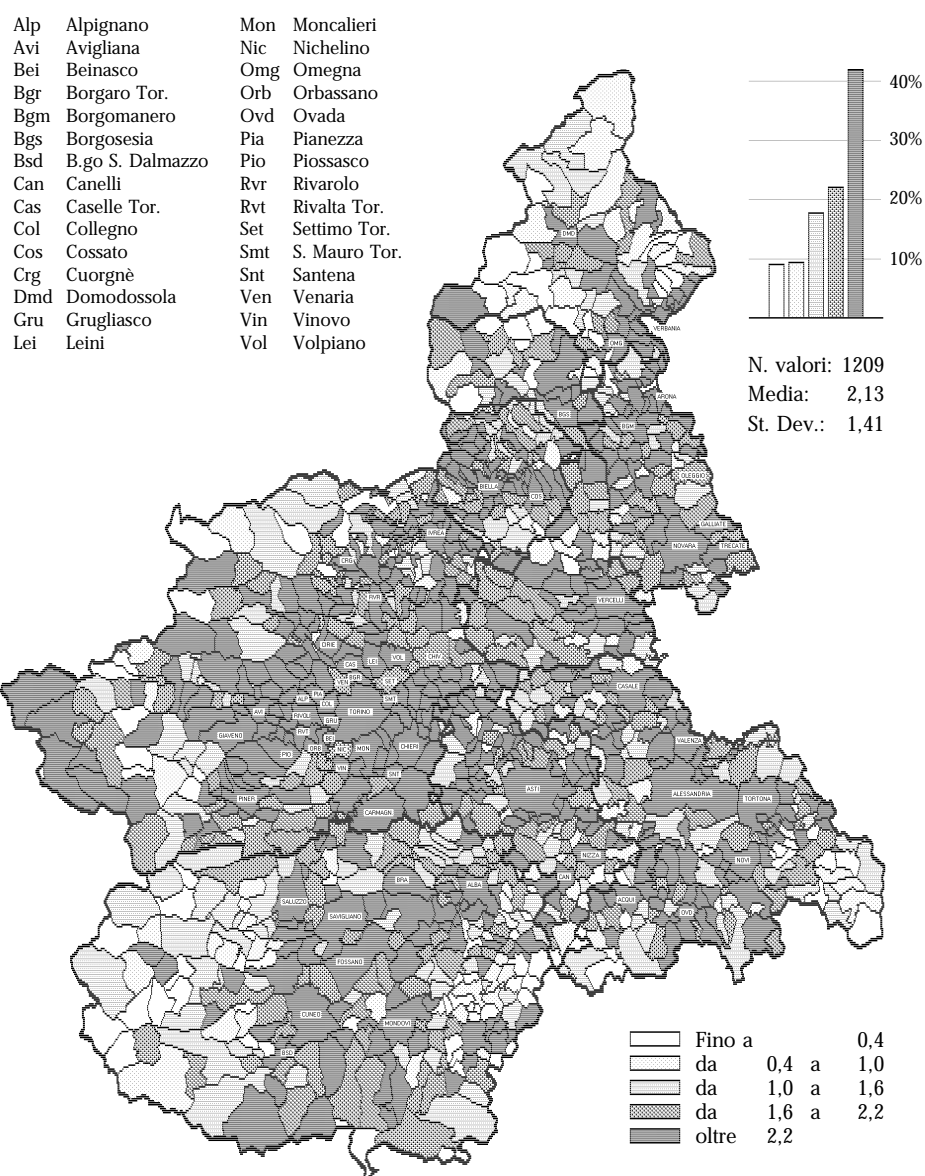 Alp Alpignano
Avi Avigliana
Bei Beinasco
Bgr Borgaro Tor.
Bgm Borgomanero
Bgs Borgosesia
Bsd B.go S. Dalmazzo
Can Canelli
Cas Caselle Tor.
Col Collegno
Cos Cossato
Crg Cuorgnè
Dmd Domodossola
Gru Grugliasco
Lei Leini
Mon Moncalieri
Nic Nichelino
Omg Omegna
Orb Orbassano
Ovd Ovada
Pia Pianezza
Pio Piossasco
Rvr Rivarolo
Rvt Rivalta Tor.
Set Settimo Tor.
Smt S. Mauro Tor.
Snt Santena
Ven Venaria
Vin Vinovo
Vol Volpiano
40%
30%
20%
10%
N. valori: 1209
Media: 2,13
St. Dev.: 1,41
DMD
VERBANIA
OMG
ARONA
BGS
BGM
OLEGGIO
BIELLA
COS
GALLIATE
IVREA
NOVARA
TRECATE
CRG
RVR
VERCELLI
CIRIE
CAS
LEI
VOL
CHIV
BGR
VEN
SET
CASALE
PIA
ALP
COL
SMT
AVI
RIVOLI
TORINO
GRU
GIAVENO
RVT
BEI
VALENZA
PIO
ORB
NIC
MON
CHIERI
VIN
SNT
ASTI
ALESSANDRIA
TORTONA
PINER
CARMAGN
NIZZA
NOVI
BRA
ALBA
CAN
SALUZZO
ACQUI
SAVIGLIANO
OVD
FOSSANO
CUNEO
MONDOVI
BSD
Fino a 0,4
da 0,4 a 1,0
da 1,0 a 1,6
da 1,6 a 2,2
oltre 2,2